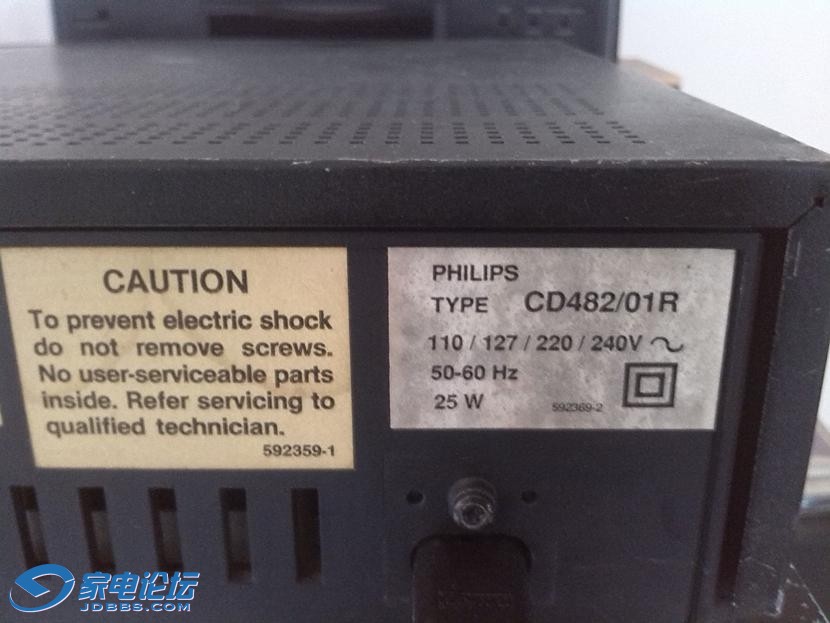 CAUTION
To prevent electric shock
do not remove screws.
No user-serviceable parts
inside. Refer servicing to
qualified technician.
592359-1
PHILIPS
TYPE CD482/01R
110 / 127 / 220 / 240V
50-60 Hz
25 W
592369-2
家电论坛
JDBBS.COM